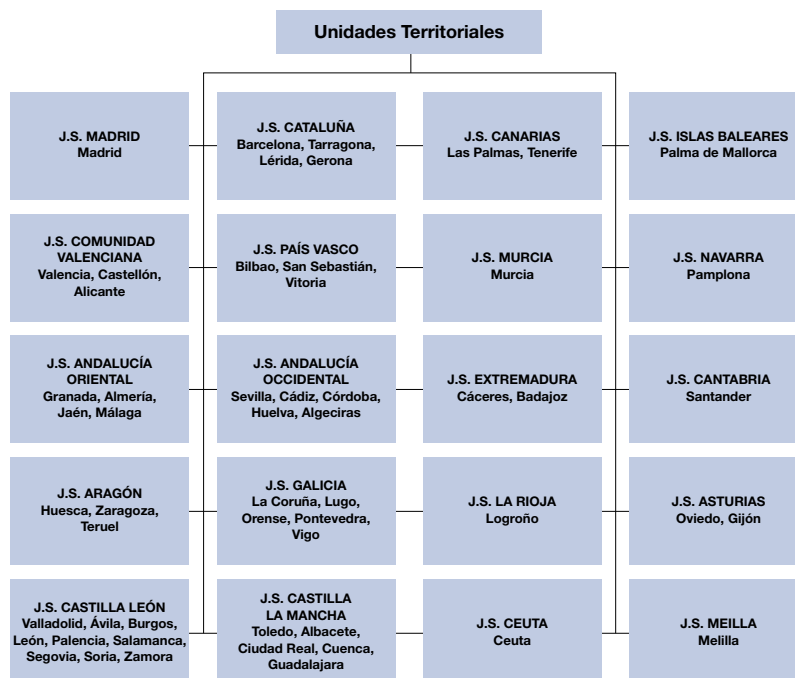 Unidades Territoriales
J.S. MADRID
Madrid
J.S. CATALUÑA
Barcelona, Tarragona,
Lérida, Gerona
J.S. CANARIAS
Las Palmas, Tenerife
J.S. ISLAS BALEARES
Palma de Mallorca
J.S. COMUNIDAD
VALENCIANA
Valencia, Castellón,
Alicante
J.S. PAÍS VASCO
Bilbao, San Sebastián,
Vitoria
J.S. MURCIA
Murcia
J.S. NAVARRA
Pamplona
J.S. ANDALUCÍA
ORIENTAL
Granada, Almería,
Jaén, Málaga
J.S. ANDALUCÍA
OCCIDENTAL
Sevilla, Cádiz, Córdoba,
Huelva, Algeciras
J.S. EXTREMADURA
Cáceres, Badajoz
J.S. CANTABRIA
Santander
J.S. ARAGÓN
Huesca, Zaragoza,
Teruel
J.S. GALICIA
La Coruña, Lugo,
Orense, Pontevedra,
Vigo
J.S. LA RIOJA
Logroño
J.S. ASTURIAS
Oviedo, Gijón
J.S. CASTILLA LEÓN
Valladolid, Ávila, Burgos,
León, Palencia, Salamanca,
Segovia, Soria, Zamora
J.S. CASTILLA
LA MANCHA
Toledo, Albacete,
Ciudad Real, Cuenca,
Guadalajara
J.S. CEUTA
Ceuta
J.S. MEILLA
Melilla